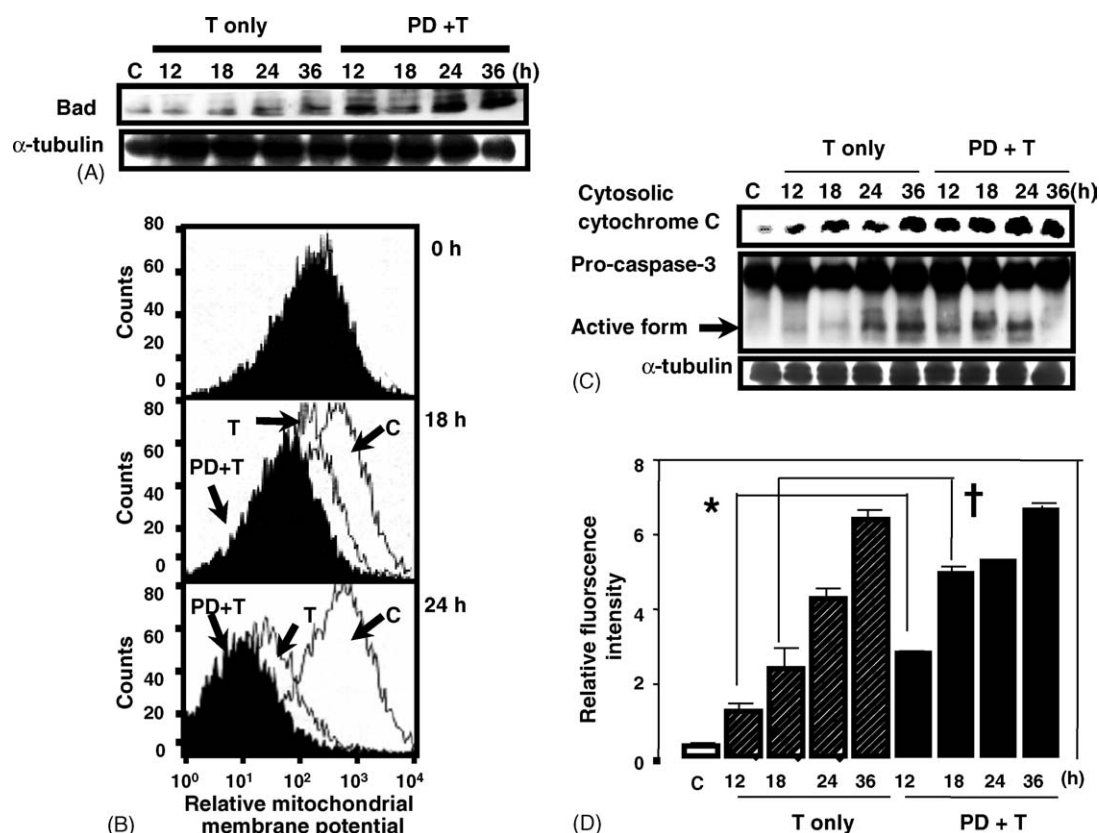 T only PD +T
C 12 18 24 36 12 18 24 36 (h)
Bad
α-tubulin
(A)
80
60
40
20
0
Counts
0 h
80
60
40
20
0
Counts
T
C
PD+T
18 h
80
60
40
20
0
Counts
PD+T
T
C
24 h
10⁰ 10¹ 10² 10³ 10⁴
Relative mitochondrial
membrane potential
(B)
T only PD + T
C 12 18 24 36 12 18 24 36(h)
Cytosolic
cytochrome C
Pro-caspase-3
Active form
α-tubulin
(C)
8
6
4
2
0
Relative fluorscence
intensity
* †
C 12 18 24 36 12 18 24 36 (h)
T only PD + T
(D)